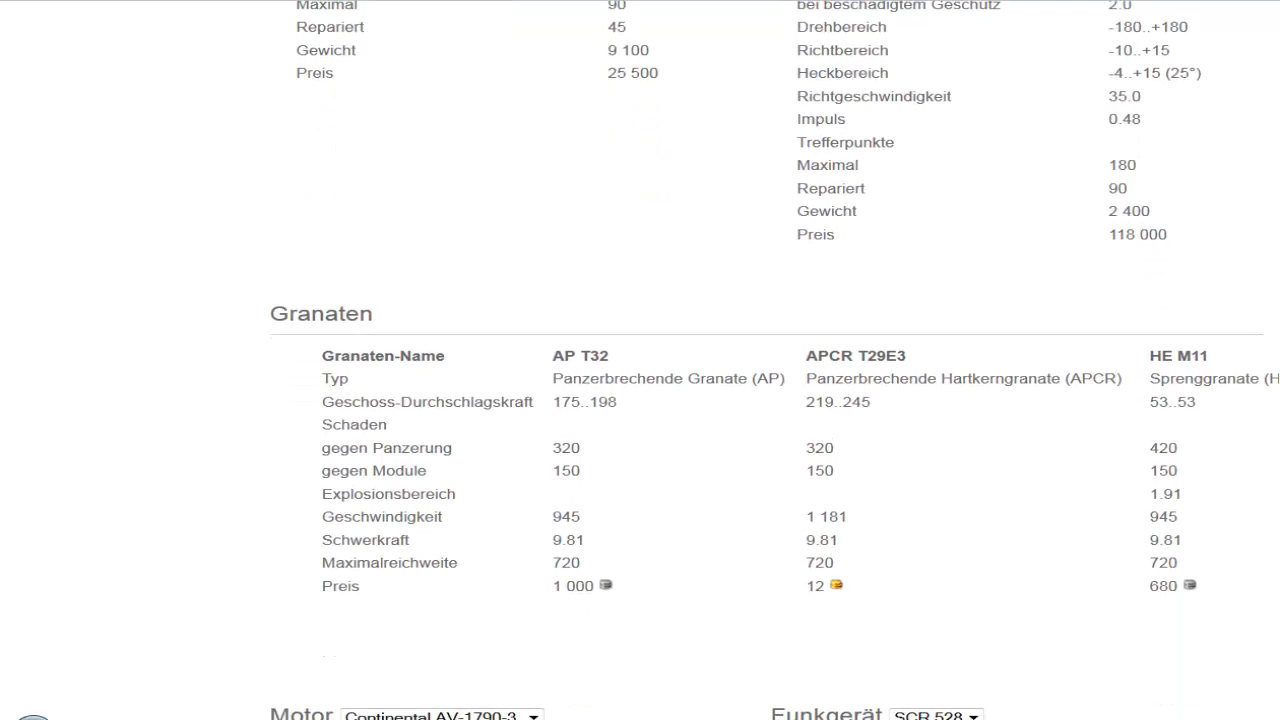 Maximal 90
Repariert 45
Gewicht 9 100
Preis 25 500
bei beschädigtem Geschütz 2.0
Drehbereich -180..+180
Richtbereich -10..+15
Heckbereich -4..+15 (25°)
Richtgeschwindigkeit 35.0
Impuls 0.48
Trefferpunkte
Maximal 180
Repariert 90
Gewicht 2 400
Preis 118 000
Granaten
Granaten-Name AP T32 APCR T29E3 HE M11
Typ Panzerbrechende Granate (AP) Panzerbrechende Hartkerngranate (APCR) Sprenggranate (H
Geschoss-Durchschlagskraft 175..198 219..245 53..53
Schaden
gegen Panzerung 320 320 420
gegen Module 150 150 150
Explosionsbereich 1.91
Geschwindigkeit 945 1 181 945
Schwerkraft 9.81 9.81 9.81
Maximalreichweite 720 720 720
Preis 1 000 12 680
Motor Continental AV-1790-3 Funkgerät SCR 528